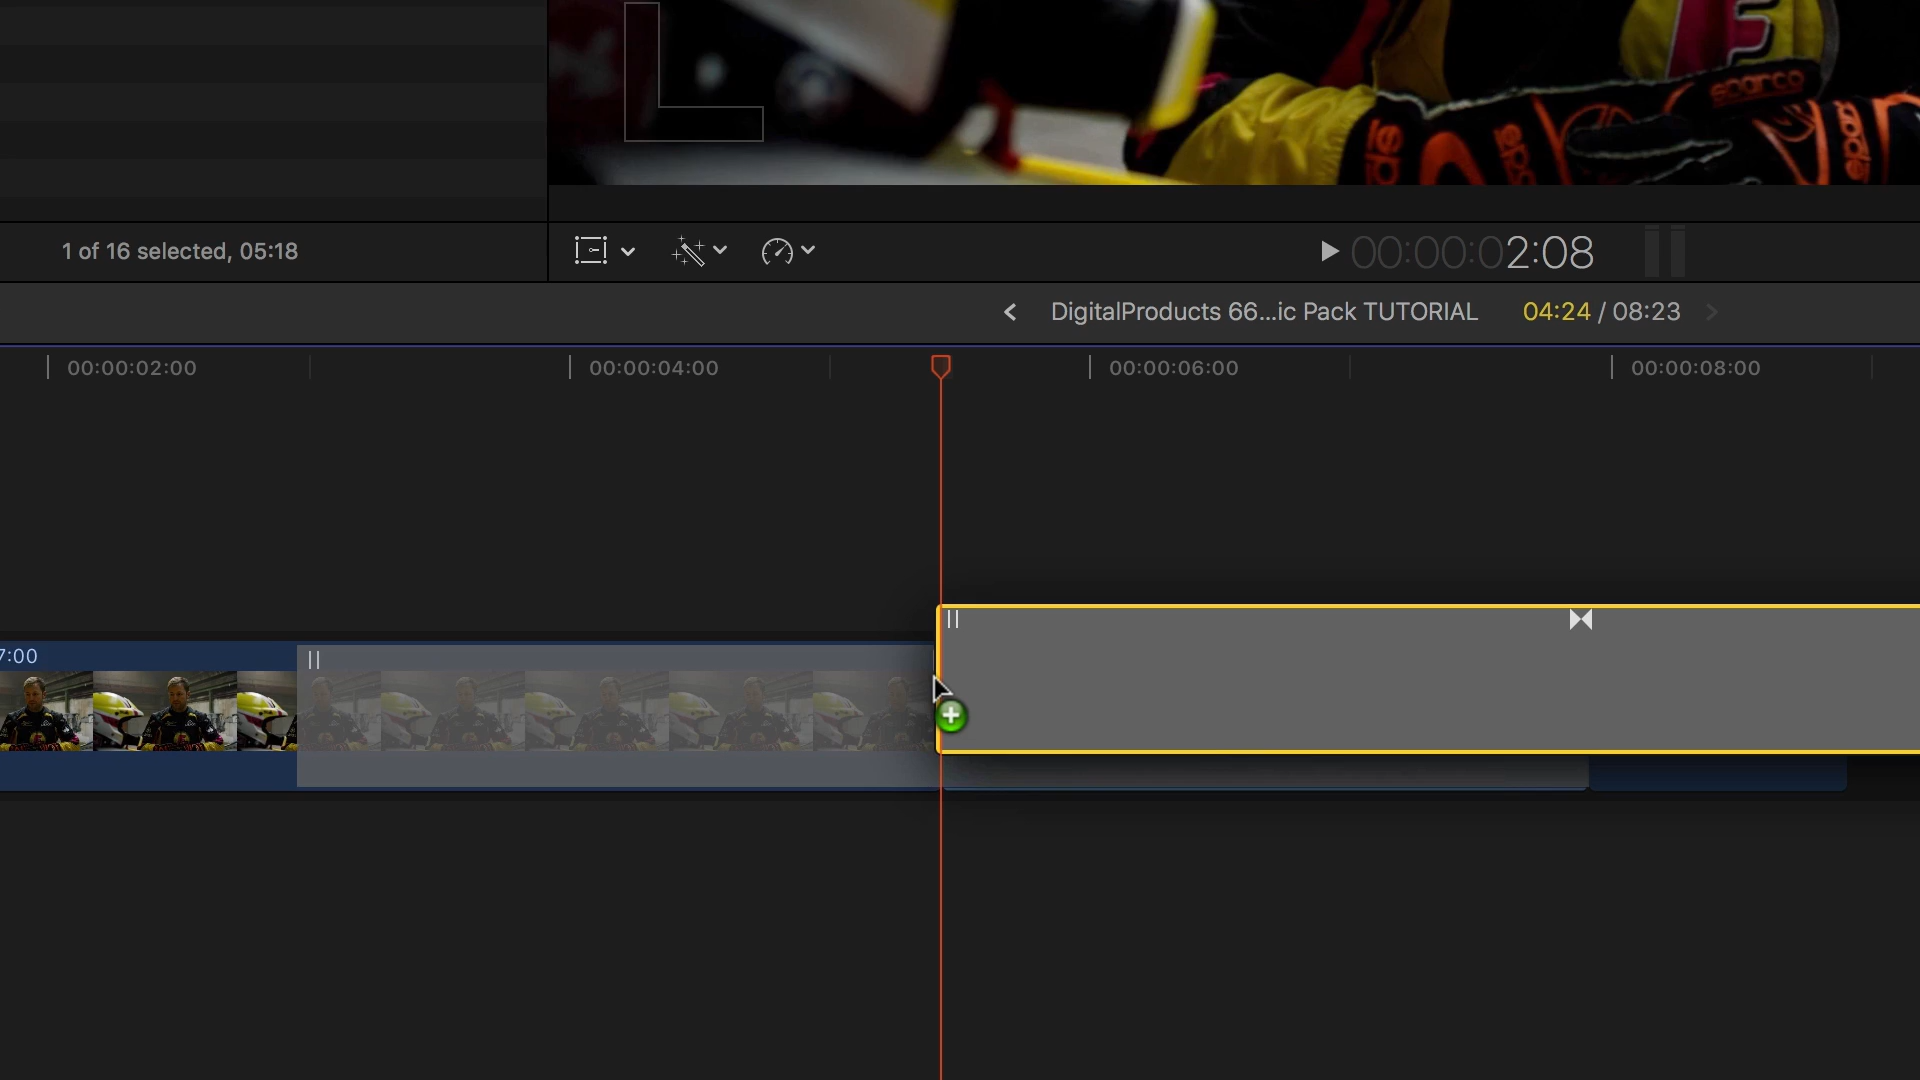 sparco
1 of 16 selected, 05:18
00:00:02:08
DigitalProducts 66...ic Pack TUTORIAL
04:24 / 08:23
00:00:02:00
00:00:04:00
00:00:06:00
00:00:08:00
7:00